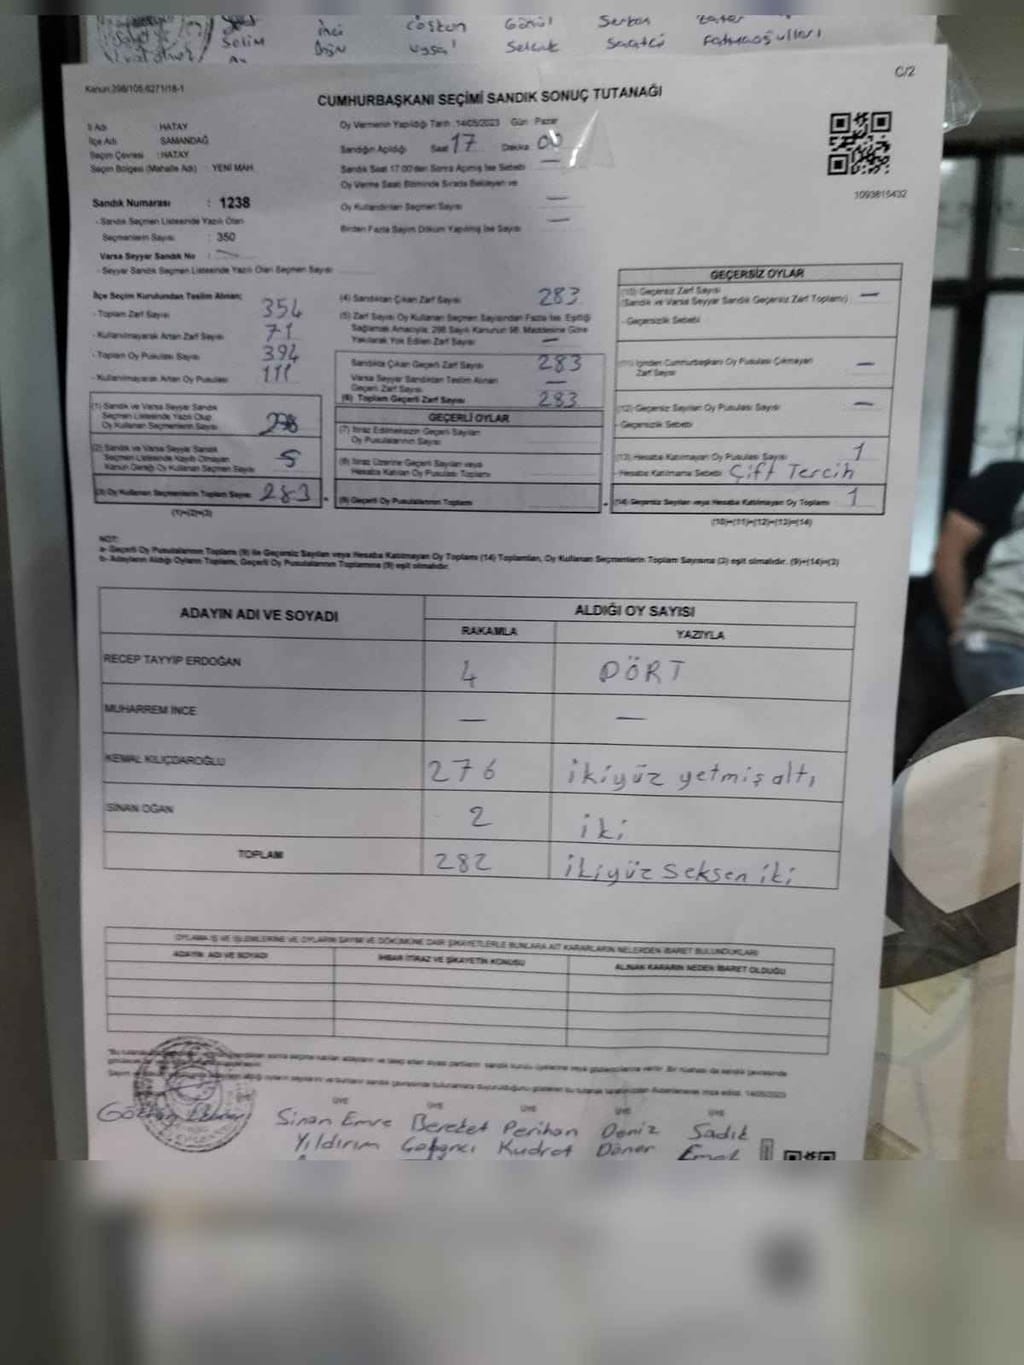 Selim
İnci
Coşkun
Uysal
Gönül
Selçuk
Serkan
Kanun:298/105,6271/18-1
C/2
CUMHURBAŞKANI SEÇİMİ SANDIK SONUÇ TUTANAĞI
İl Adı : HATAY
İlçe Adı : SAMANDAĞ
Seçim Çevresi : HATAY
Seçim Bölgesi (Mahalle Adı) : YENİ MAH.
Sandık Numarası : 1238
- Sandık Seçmen Listesinde Yazılı Olan
Seçmenlerin Sayısı : 350
Varsa Seyyar Sandık No :
- Seyyar Sandık Seçmen Listesinde Yazılı Olan Seçmen Sayısı
Oy Vermenin Yapıldığı Tarih :14/05/2023 Gün Pazar
Sandığın Açıldığı Saat 17 Dakika 00
Sandık Saat 17:00'den Sonra Açılmış İse Sebebi —
Oy Verme Saati Bitiminde Sırada Bekleyen ve
Oy Kullandırılan Seçmen Sayısı —
Birden Fazla Sayım Döküm Yapılmış İse Sayısı —
1093815432
İlçe Seçim Kurulundan Teslim Alınan;
- Toplam Zarf Sayısı 354
- Kullanılmayarak Artan Zarf Sayısı 71
- Toplam Oy Pusulası Sayısı 394
- Kullanılmayarak Artan Oy Pusulası 111
(1) Sandık ve Varsa Seyyar Sandık
Seçmen Listesinde Yazılı Olup
Oy Kullanan Seçmenlerin Sayısı 278
(2) Sandık ve Varsa Seyyar Sandık
Seçmen Listesinde Kayıtlı Olmayan
Kanun Gereği Oy Kullanan Seçmen Sayısı 5
(3) Oy Kullanan Seçmenlerin Toplam Sayısı 283
(1)+(2)=(3)
(4) Sandıktan Çıkan Zarf Sayısı 283
(5) Zarf Sayısı Oy Kullanan Seçmen Sayısından Fazla İse, Eşitliği
Sağlamak Amacıyla, 298 Sayılı Kanunun 98. Maddesine Göre
Yakılarak Yok Edilen Zarf Sayısı —
Sandıkta Çıkan Geçerli Zarf Sayısı 283
Varsa Seyyar Sandıktan Teslim Alınan
Geçerli Zarf Sayısı —
(6) Toplam Geçerli Zarf Sayısı 283
GEÇERLİ OYLAR
(7) İtiraz Edilmeksizin Geçerli Sayılan
Oy Pusulalarının Sayısı
(8) İtiraz Üzerine Geçerli Sayılan veya
Hesaba Katılan Oy Pusulası Toplamı
(9) Geçerli Oy Pusulalarının Toplamı
GEÇERSİZ OYLAR
(10) Geçersiz Zarf Sayısı
(Sandık ve Varsa Seyyar Sandık Geçersiz Zarf Toplamı) —
- Geçersizlik Sebebi
(11) İçinden Cumhurbaşkanı Oy Pusulası Çıkmayan
Zarf Sayısı —
(12) Geçersiz Sayılan Oy Pusulası Sayısı —
- Geçersizlik Sebebi
(13) Hesaba Katılmayan Oy Pusulası Sayısı 1
- Hesaba Katılmama Sebebi Çift Tercih
(14) Geçersiz Sayılan veya Hesaba Katılmayan Oy Toplamı 1
(10)+(11)+(12)+(13)=(14)
NOT:
a- Geçerli Oy Pusulalarının Toplamı (9) ile Geçersiz Sayılan veya Hesaba Katılmayan Oy Toplamı (14) Toplamları, Oy Kullanan Seçmenlerin Toplam Sayısına (3) eşit olmalıdır. (9)+(14)=(3)
b- Adayların Aldığı Oyların Toplamı, Geçerli Oy Pusulalarının Toplamına (9) eşit olmalıdır.
ADAYIN ADI VE SOYADI
ALDIĞI OY SAYISI
RAKAMLA YAZIYLA
RECEP TAYYİP ERDOĞAN 4 DÖRT
MUHARREM İNCE — —
KEMAL KILIÇDAROĞLU 276 ikiyüz yetmiş altı
SİNAN OĞAN 2 iki
TOPLAM 282 ikiyüz seksen iki
OYLAMA İŞ VE İŞLEMLERİNE VE OYLARIN SAYIM VE DÖKÜMÜNE DAİR ŞİKAYETLERLE BUNLARA AİT KARARLARIN NELERDEN İBARET BULUNDUKLARI
ADAYIN ADI VE SOYADI
İHBAR İTİRAZ VE ŞİKAYETİN KONUSU
ALINAN KARARIN NEDEN İBARET OLDUĞU
ÜYE ÜYE ÜYE ÜYE ÜYE
Sinan Emre Bereket Perihan Deniz Sadık
Yıldırım Kudret Döner